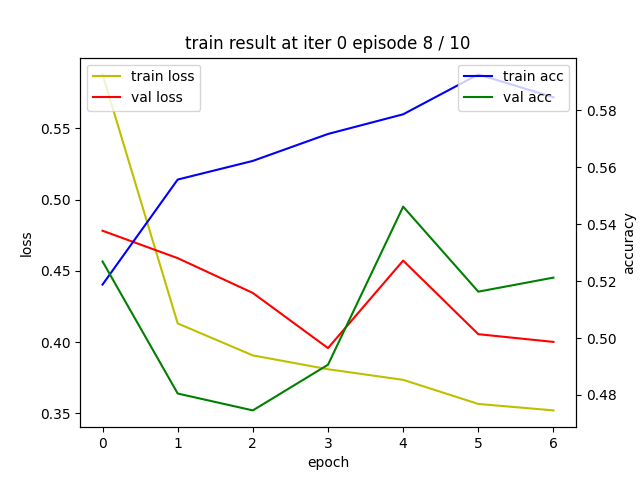 train result at iter 0 episode 8 / 10
train loss
val loss
train acc
val acc
0.55
0.50
0.45
0.40
0.35
0.58
0.56
0.54
0.52
0.50
0.48
loss
accuracy
0 1 2 3 4 5 6
epoch